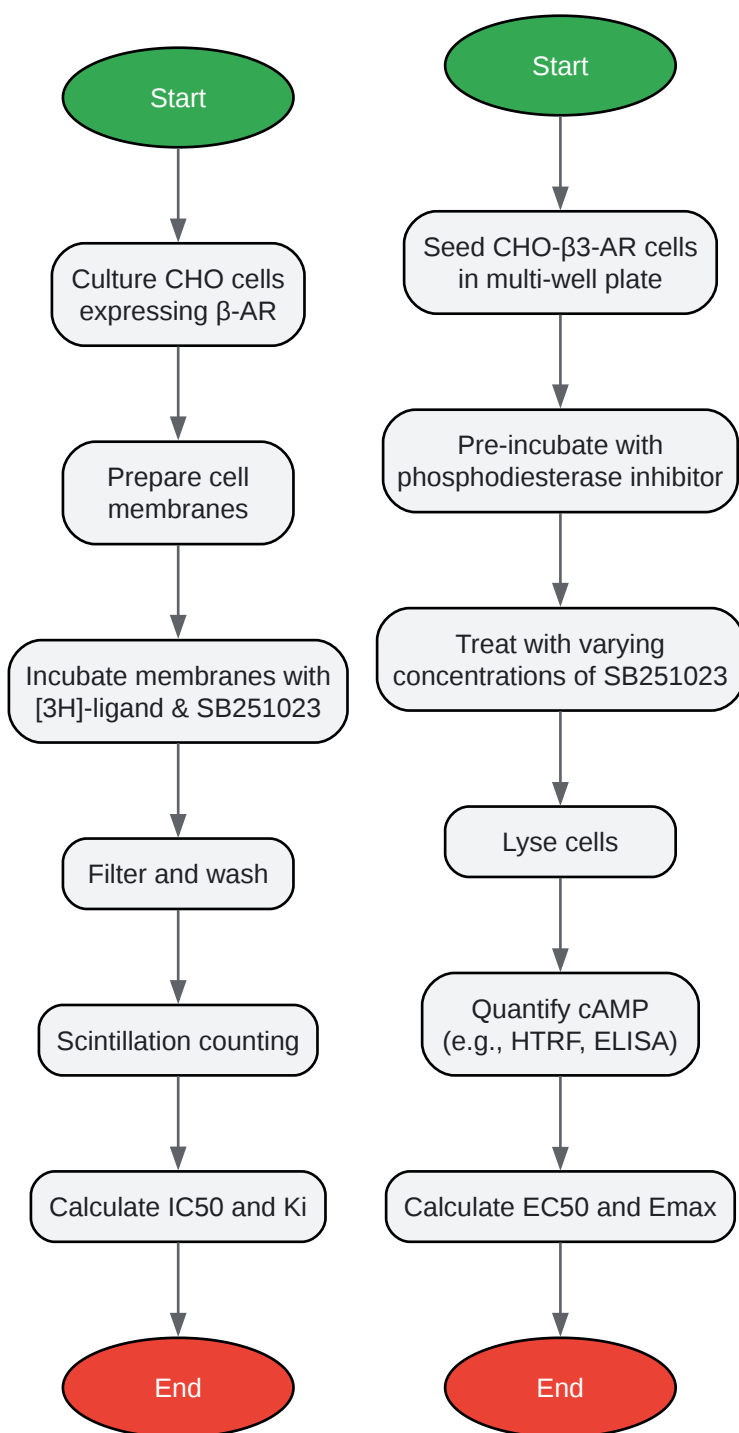 Start
Culture CHO cells
expressing β-AR
Prepare cell
membranes
Incubate membranes with
[3H]-ligand & SB251023
Filter and wash
Scintillation counting
Calculate IC50 and Ki
End
Start
Seed CHO-β3-AR cells
in multi-well plate
Pre-incubate with
phosphodiesterase inhibitor
Treat with varying
concentrations of SB251023
Lyse cells
Quantify cAMP
(e.g., HTRF, ELISA)
Calculate EC50 and Emax
End